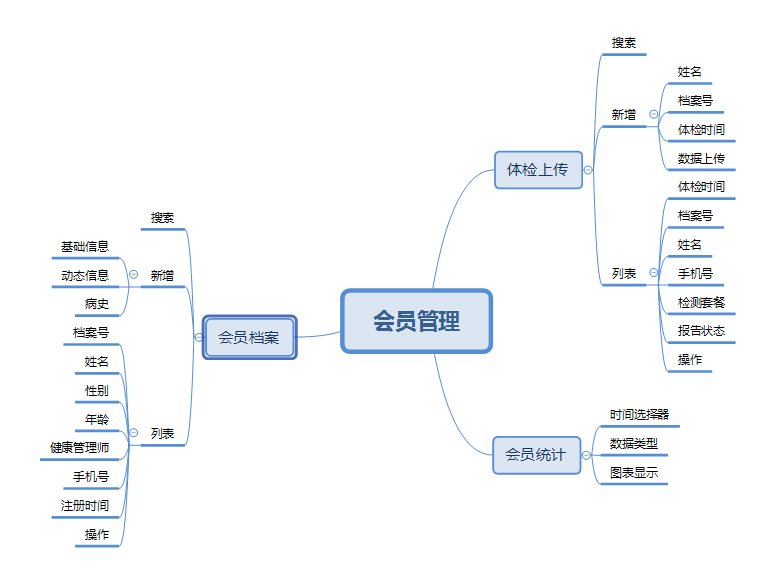 会员管理
体检上传
搜索
新增
姓名
档案号
体检时间
数据上传
列表
体检时间
档案号
姓名
手机号
检测套餐
报告状态
操作
会员统计
时间选择器
数据类型
图表显示
会员档案
搜索
新增
基础信息
动态信息
病史
列表
档案号
姓名
性别
年龄
健康管理师
手机号
注册时间
操作